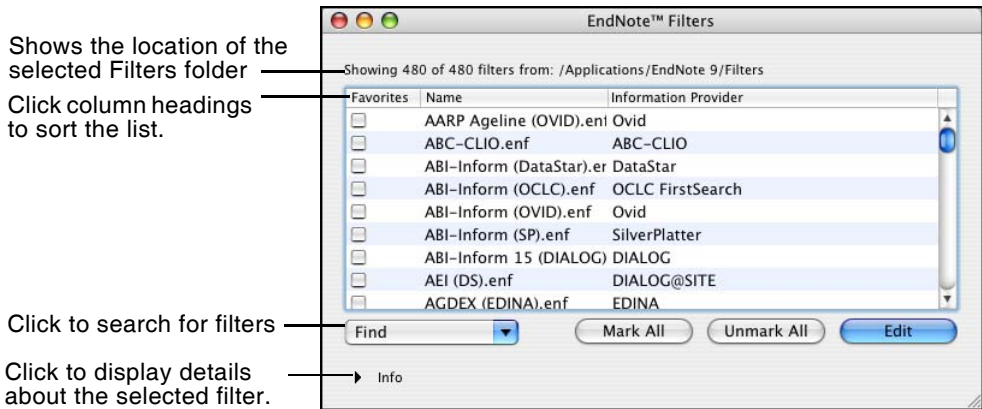 EndNote™ Filters
Shows the location of the
selected Filters folder
Showing 480 of 480 filters from: /Applications/EndNote 9/Filters
Click column headings
to sort the list.
Favorites Name Information Provider
AARP Ageline (OVID).enf Ovid
ABC-CLIO.enf ABC-CLIO
ABI-Inform (DataStar).er DataStar
ABI-Inform (OCLC).enf OCLC FirstSearch
ABI-Inform (OVID).enf Ovid
ABI-Inform (SP).enf SilverPlatter
ABI-Inform 15 (DIALOG) DIALOG
AEI (DS).enf DIALOG@SITE
AGDEX (EDINA).enf EDINA
Click to search for filters
Find Mark All Unmark All Edit
Click to display details
about the selected filter.
Info